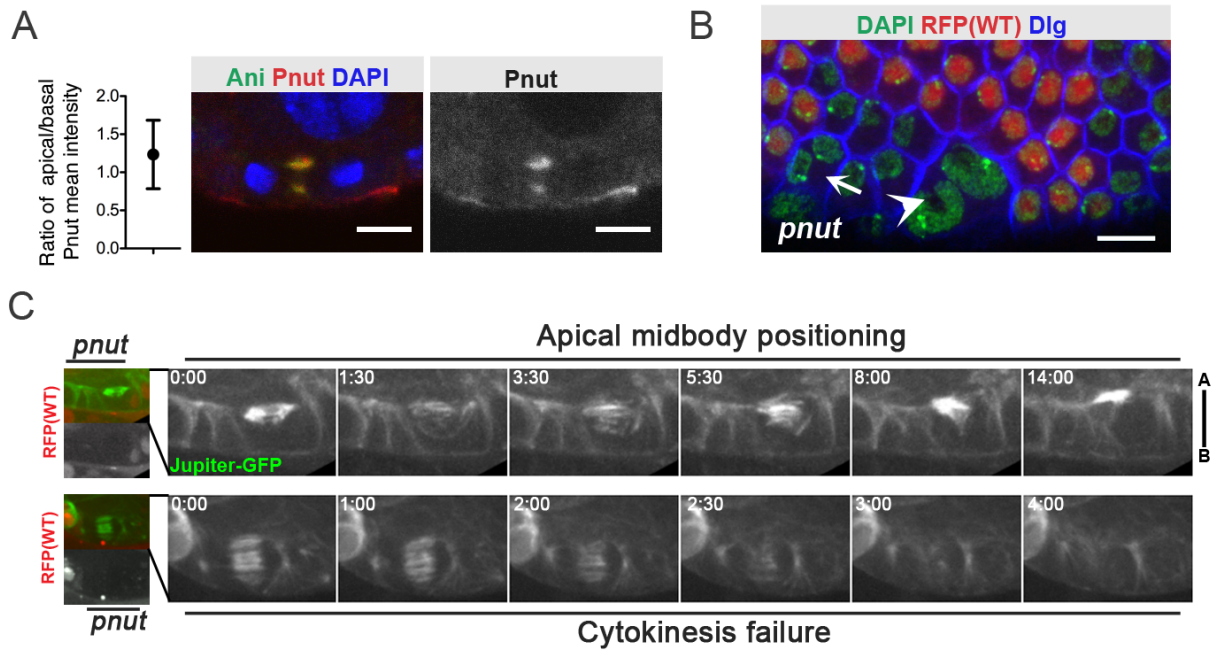 A
Ani Pnut DAPI
Pnut
Ratio of apical/basal
Pnut mean intensity
2.0
1.5
1.0
0.5
0.0
B
DAPI RFP(WT) Dlg
pnut
C
pnut
Apical midbody positioning
RFP(WT)
0:00
1:30
3:30
5:30
8:00
14:00
A
B
Jupiter-GFP
RFP(WT)
0:00
1:00
2:00
2:30
3:00
4:00
pnut
Cytokinesis failure